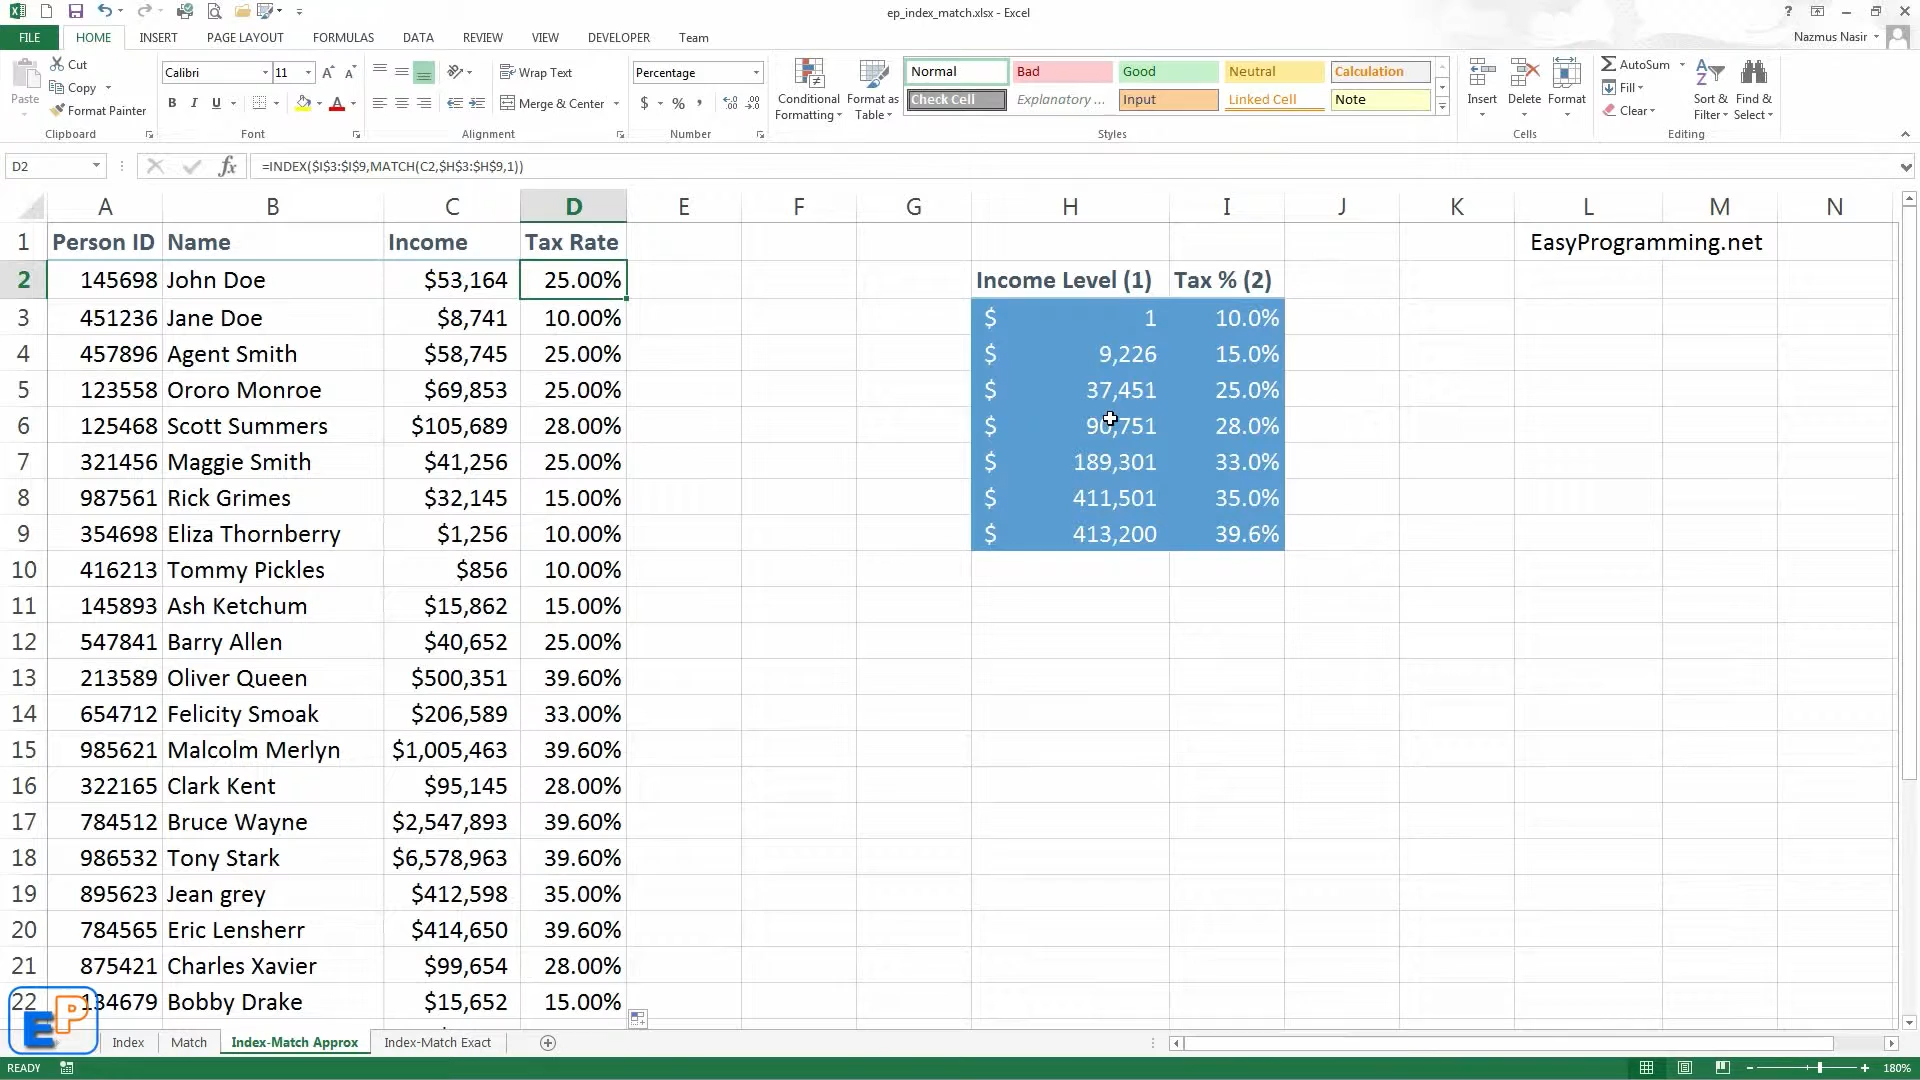 ep_index_match.xlsx - Excel
FILE HOME INSERT PAGE LAYOUT FORMULAS DATA REVIEW VIEW DEVELOPER Team Nazmus Nasir
Paste Cut Copy Format Painter Clipboard
Calibri 11 B I U Font
Wrap Text Merge & Center Alignment
Percentage $ % Number
Conditional Formatting Format as Table
Normal Bad Good Neutral Calculation
Check Cell Explanatory ... Input Linked Cell Note
Styles
Insert Delete Format Cells
AutoSum Fill Clear Sort & Filter Find & Select Editing
D2 fx =INDEX($I$3:$I$9,MATCH(C2,$H$3:$H$9,1))
A B C D E F G H I J K L M N
1 Person ID Name Income Tax Rate EasyProgramming.net
2 145698 John Doe $53,164 25.00% Income Level (1) Tax % (2)
3 451236 Jane Doe $8,741 10.00% $ 1 10.0%
4 457896 Agent Smith $58,745 25.00% $ 9,226 15.0%
5 123558 Ororo Monroe $69,853 25.00% $ 37,451 25.0%
6 125468 Scott Summers $105,689 28.00% $ 90,751 28.0%
7 321456 Maggie Smith $41,256 25.00% $ 189,301 33.0%
8 987561 Rick Grimes $32,145 15.00% $ 411,501 35.0%
9 354698 Eliza Thornberry $1,256 10.00% $ 413,200 39.6%
10 416213 Tommy Pickles $856 10.00%
11 145893 Ash Ketchum $15,862 15.00%
12 547841 Barry Allen $40,652 25.00%
13 213589 Oliver Queen $500,351 39.60%
14 654712 Felicity Smoak $206,589 33.00%
15 985621 Malcolm Merlyn $1,005,463 39.60%
16 322165 Clark Kent $95,145 28.00%
17 784512 Bruce Wayne $2,547,893 39.60%
18 986532 Tony Stark $6,578,963 39.60%
19 895623 Jean grey $412,598 35.00%
20 784565 Eric Lensherr $414,650 39.60%
21 875421 Charles Xavier $99,654 28.00%
22 134679 Bobby Drake $15,652 15.00%
EP
Index Match Index-Match Approx Index-Match Exact
READY 180%